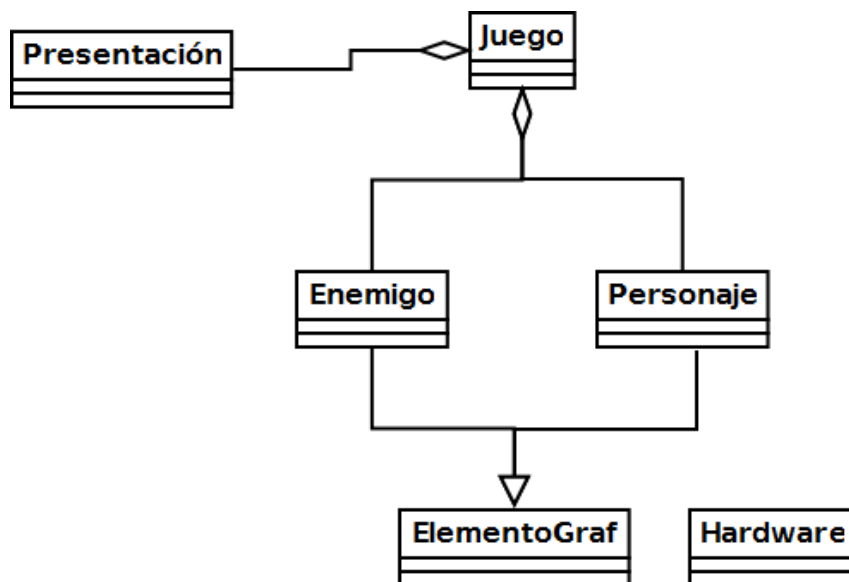 Juego
Presentación
Enemigo
Personaje
ElementoGraf
Hardware